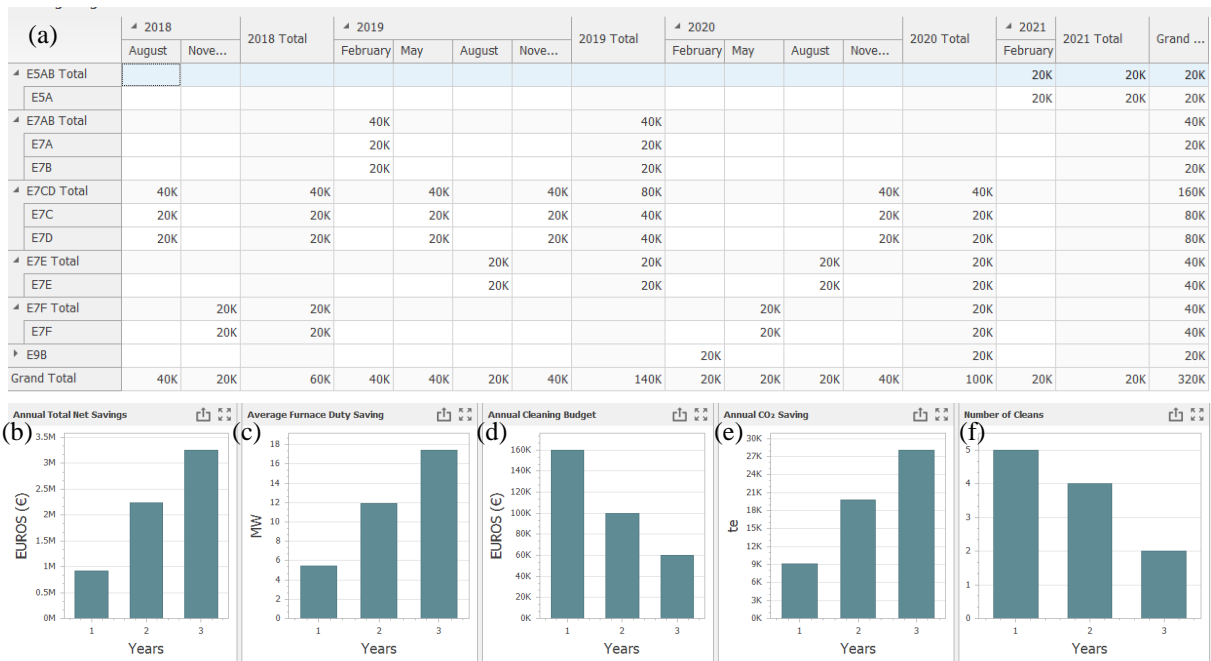 (a)
2018 2018 Total 2019 2019 Total 2020 2020 Total 2021 2021 Total Grand ...
August Nove... February May August Nove... February May August Nove... February
E5AB Total 20K 20K 20K
E5A 20K 20K 20K
E7AB Total 40K 40K 40K
E7A 20K 20K 20K
E7B 20K 20K 20K
E7CD Total 40K 40K 40K 40K 80K 40K 40K 160K
E7C 20K 20K 20K 20K 40K 20K 20K 80K
E7D 20K 20K 20K 20K 40K 20K 20K 80K
E7E Total 20K 20K 20K 20K 40K
E7E 20K 20K 20K 20K 40K
E7F Total 20K 20K 20K 20K 40K
E7F 20K 20K 20K 20K 40K
E9B 20K 20K 20K
Grand Total 40K 20K 60K 40K 40K 20K 40K 140K 20K 20K 20K 40K 100K 20K 20K 320K
Annual Total Net Savings
(b)
3.5M
3M
2.5M
2M
1.5M
1M
0.5M
0M
EUROS (€)
1 2 3
Years
Average Furnace Duty Saving
(c)
18
16
14
12
10
8
6
4
2
0
MW
1 2 3
Years
Annual Cleaning Budget
(d)
160K
140K
120K
100K
80K
60K
40K
20K
0K
EUROS (€)
1 2 3
Years
Annual CO₂ Saving
(e)
30K
27K
24K
21K
18K
15K
12K
9K
6K
3K
0K
te
1 2 3
Years
Number of Cleans
(f)
5
4
3
2
1
0
1 2 3
Years